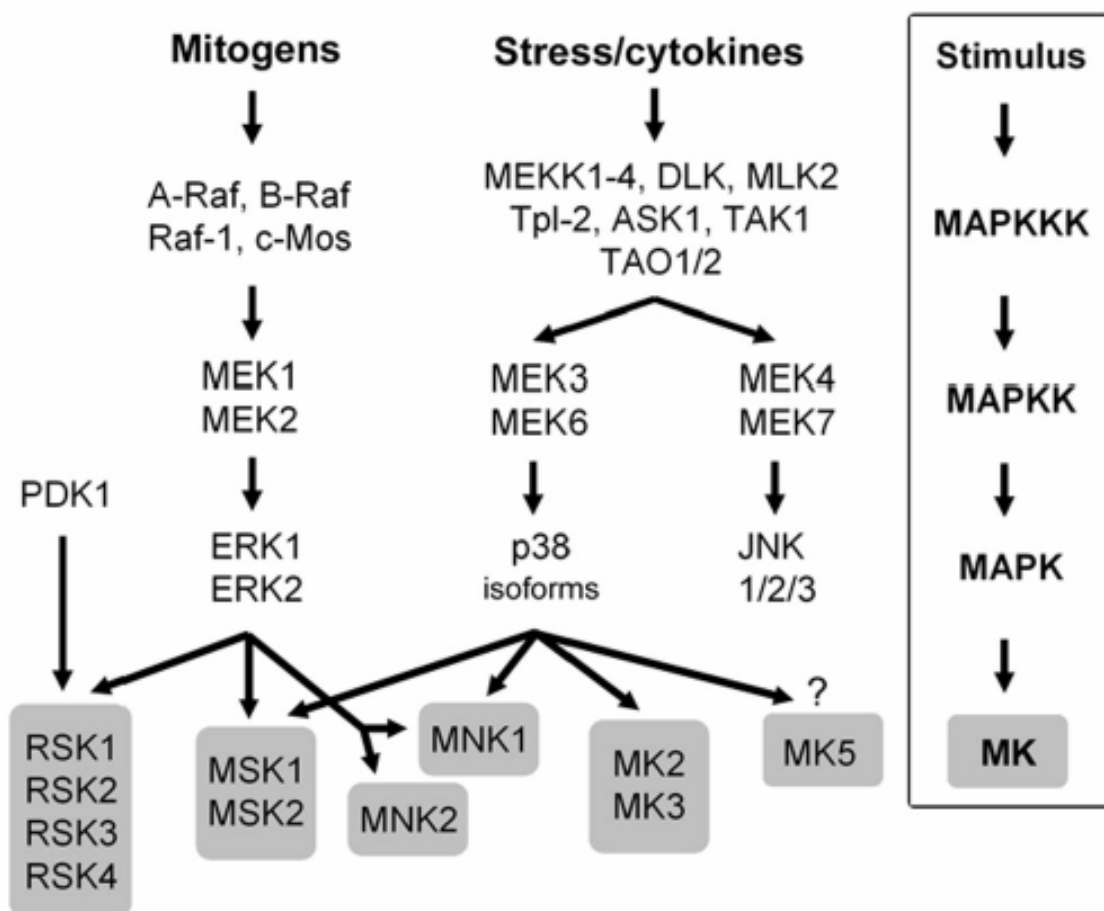 Mitogens
Stress/cytokines
Stimulus
A-Raf, B-Raf
Raf-1, c-Mos
MEKK1-4, DLK, MLK2
Tpl-2, ASK1, TAK1
TAO1/2
MAPKKK
MEK1
MEK2
MEK3
MEK6
MEK4
MEK7
MAPKK
PDK1
ERK1
ERK2
p38
isoforms
JNK
1/2/3
MAPK
?
RSK1
RSK2
RSK3
RSK4
MSK1
MSK2
MNK1
MNK2
MK2
MK3
MK5
MK